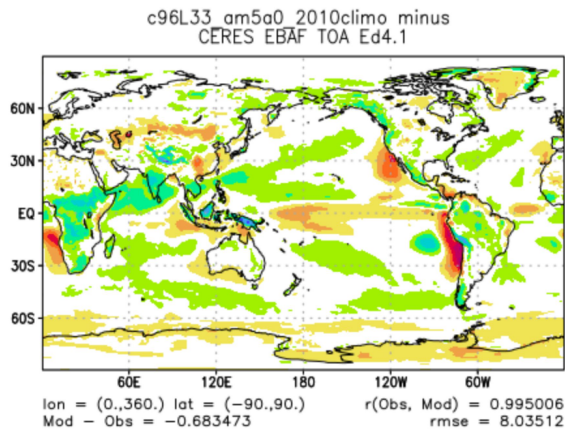 c96L33_am5a0_2010climo minus
CERES EBAF TOA Ed4.1
60N
30N
EQ
30S
60S
60E 120E 180 120W 60W
lon = (0.,360.) lat = (-90.,90.) r(Obs, Mod) = 0.995006
Mod - Obs = -0.683473 rmse = 8.03512